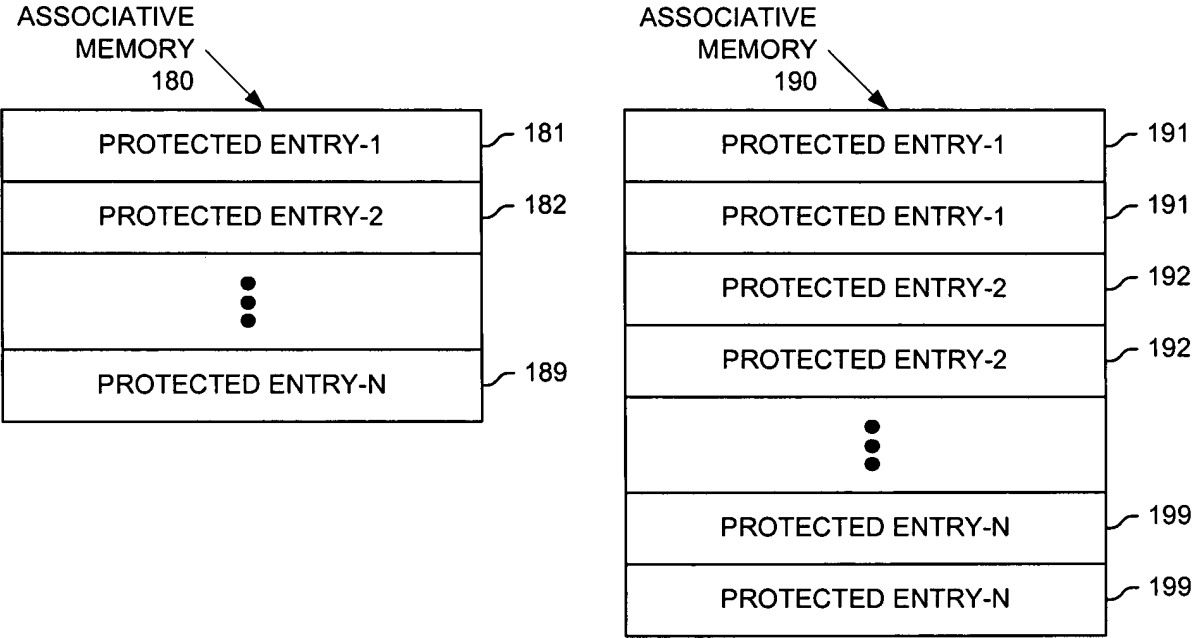 ASSOCIATIVE
MEMORY
180
PROTECTED ENTRY-1 181
PROTECTED ENTRY-2 182
PROTECTED ENTRY-N 189
ASSOCIATIVE
MEMORY
190
PROTECTED ENTRY-1 191
PROTECTED ENTRY-1 191
PROTECTED ENTRY-2 192
PROTECTED ENTRY-2 192
PROTECTED ENTRY-N 199
PROTECTED ENTRY-N 199